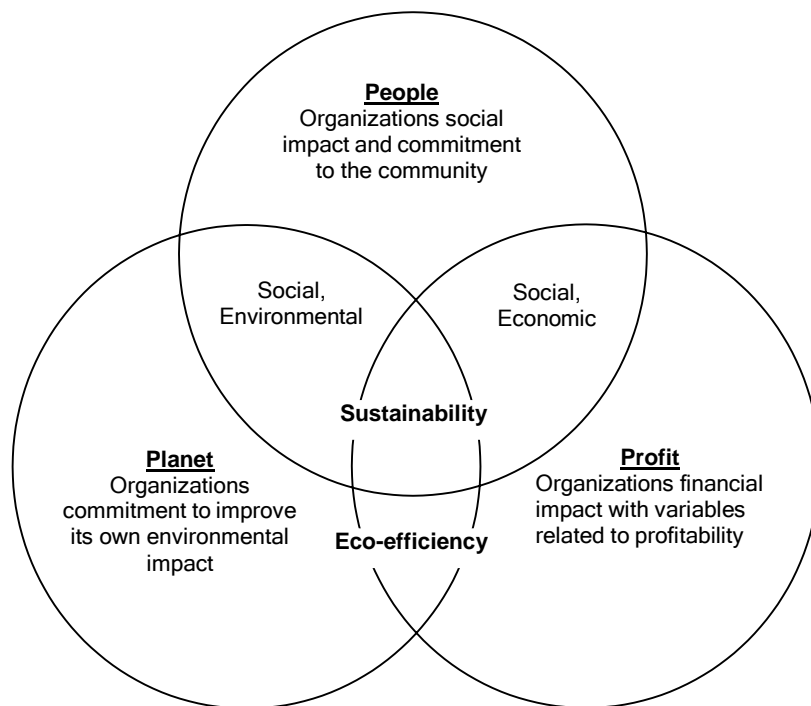 People
Organizations social
impact and commitment
to the community
Social,
Environmental
Social,
Economic
Sustainability
Planet
Organizations
commitment to improve
its own environmental
impact
Profit
Organizations financial
impact with variables
related to profitability
Eco-efficiency